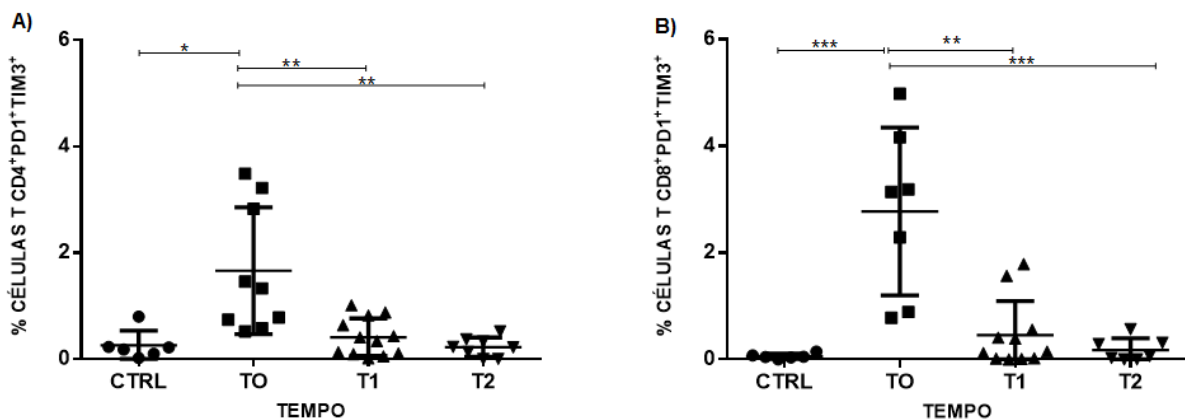 A)
% CÉLULAS T CD4⁺PD1⁺TIM3⁺
6
4
2
0
*
**
**
CTRL TO T1 T2
TEMPO
B)
% CÉLULAS T CD8⁺PD1⁺TIM3⁺
6
4
2
0
***
**
***
CTRL TO T1 T2
TEMPO